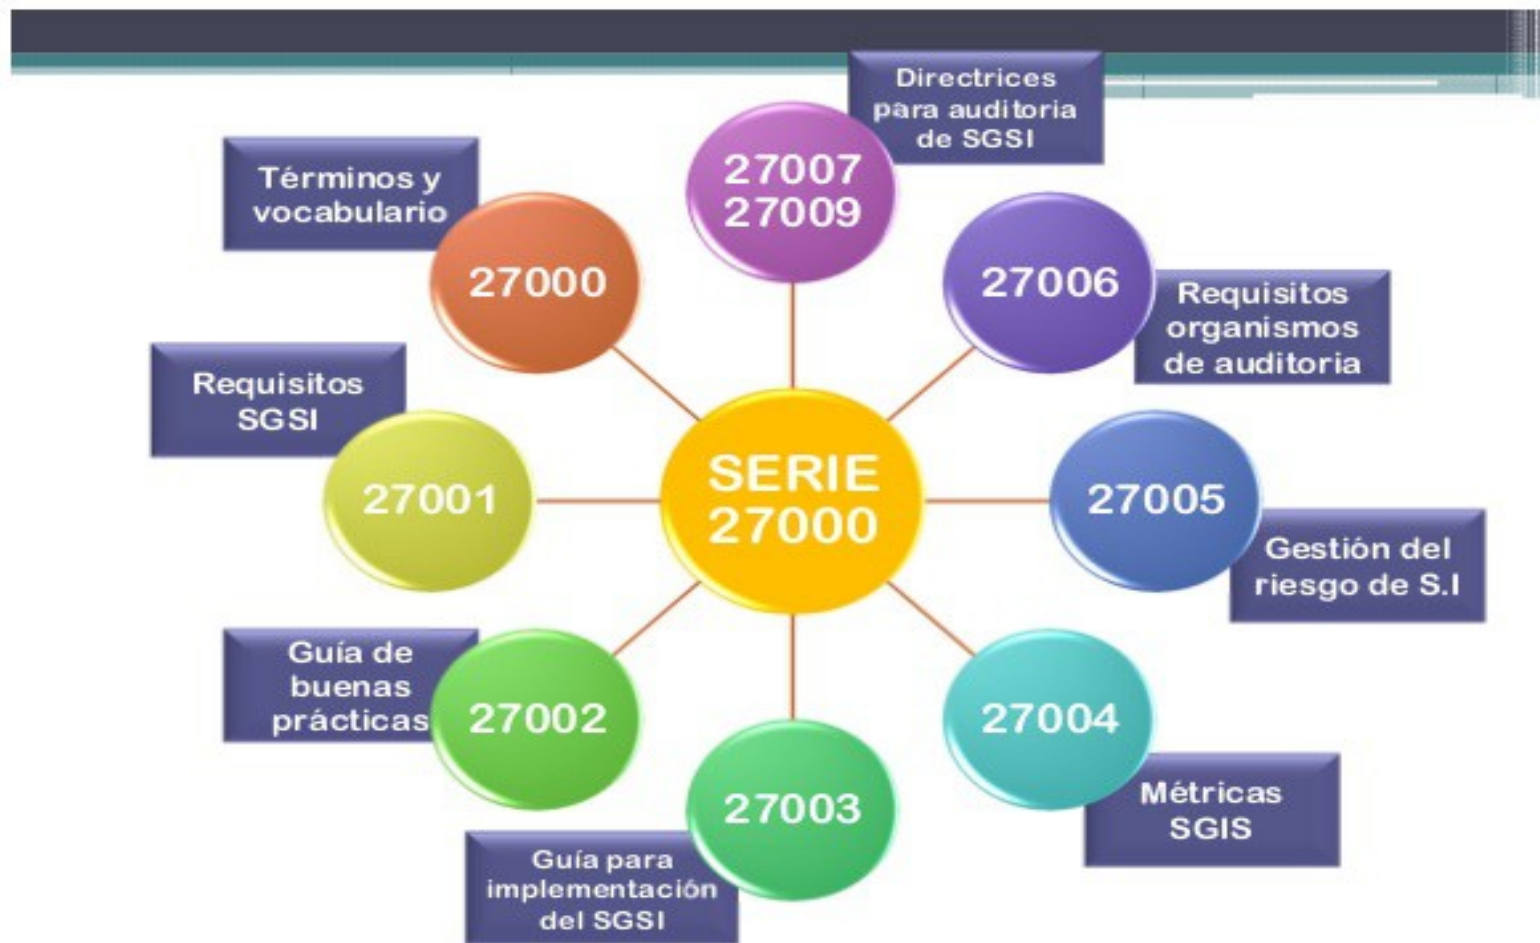 Directrices
para auditoria
de SGSI
27007
27009
Términos y
vocabulario
27000
27006
Requisitos
organismos
de auditoria
Requisitos
SGSI
27001
SERIE
27000
27005
Gestión del
riesgo de S.I
Guía de
buenas
prácticas
27002
27004
Métricas
SGIS
27003
Guía para
implementación
del SGSI